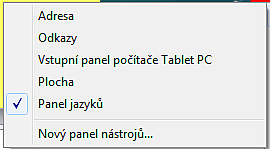 Adresa
Odkazy
Vstupní panel počítače Tablet PC
Plocha
Panel jazyků
Nový panel nástrojů...